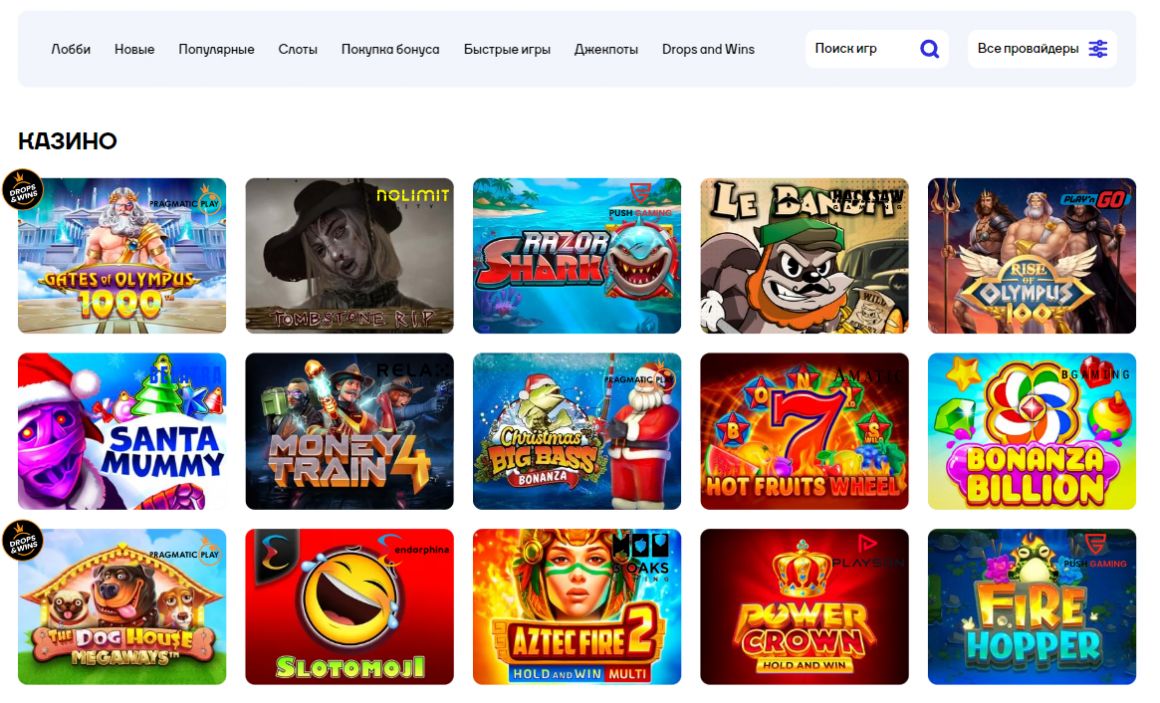 Лобби
Новые
Популярные
Слоты
Покупка бонуса
Быстрые игры
Джекпоты
Drops and Wins
Поиск игр
Все провайдеры
КАЗИНО
DROPS
&WINS
PRAGMATIC PLAY
GATES OF OLYMPUS
1000
NOLIMIT
CITY
TOMBSTONE RIP
PUSH GAMING
RAZOR
SHARK
LE BANDIT
HACKSAW
GAMING
WILD
PLAY'n GO
RISE
OF
OLYMPUS
100
SANTA
MUMMY
RELAX
MONEY
TRAIN 4
PRAGMATIC PLAY
Christmas
BIG BASS
BONANZA
AMATIC
B O N U S
WILD
7
HOT FRUITS WHEEL
BGAMING
BONANZA
BILLION
DROPS
&WINS
PRAGMATIC PLAY
THE DOG HOUSE
MEGAWAYS™
endorphina
SLOTOMOJI
3 OAKS
AZTEC FIRE 2
HOLD AND WIN MULTI
PLAYSON
POWER
CROWN
HOLD AND WIN
PUSH GAMING
FIRE
HOPPER